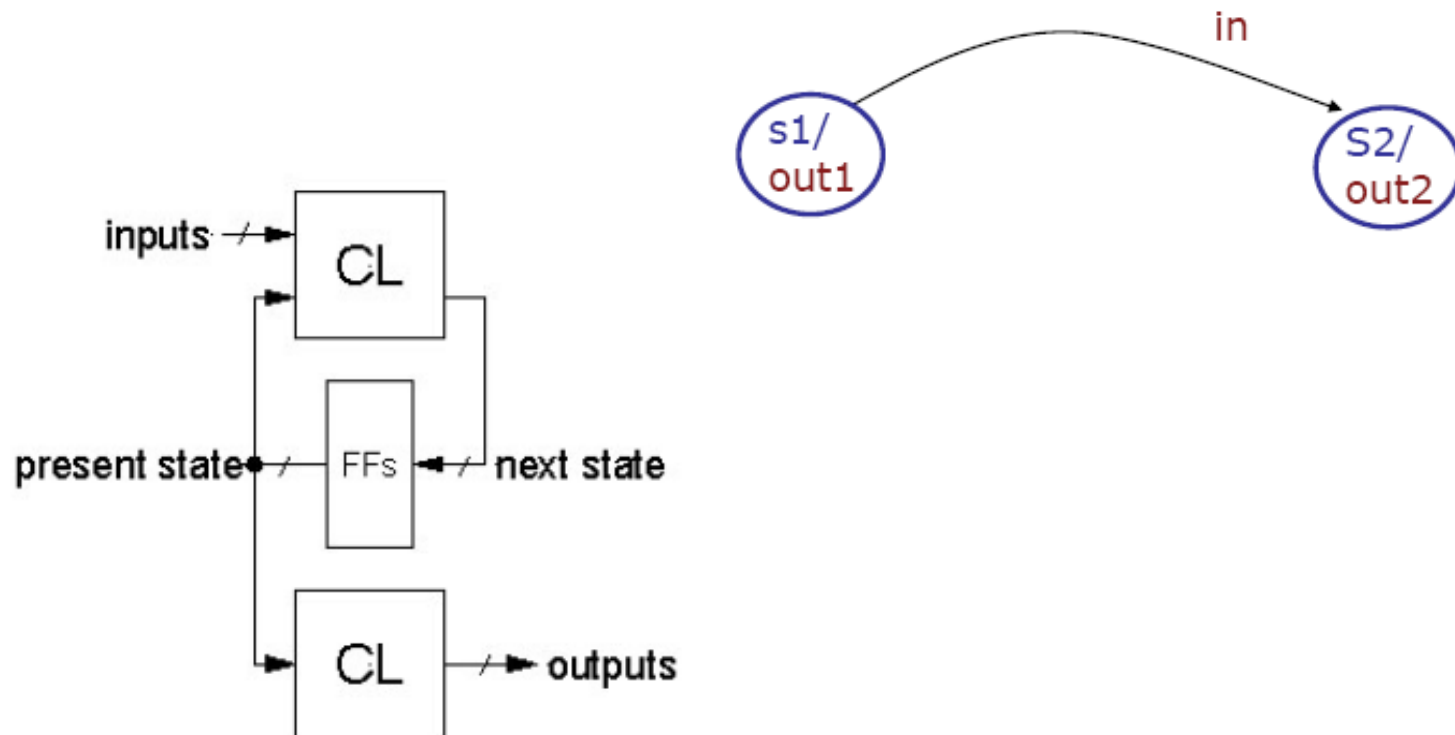 in
s1/
out1
S2/
out2
inputs
CL
present state
FFs
next state
CL
outputs